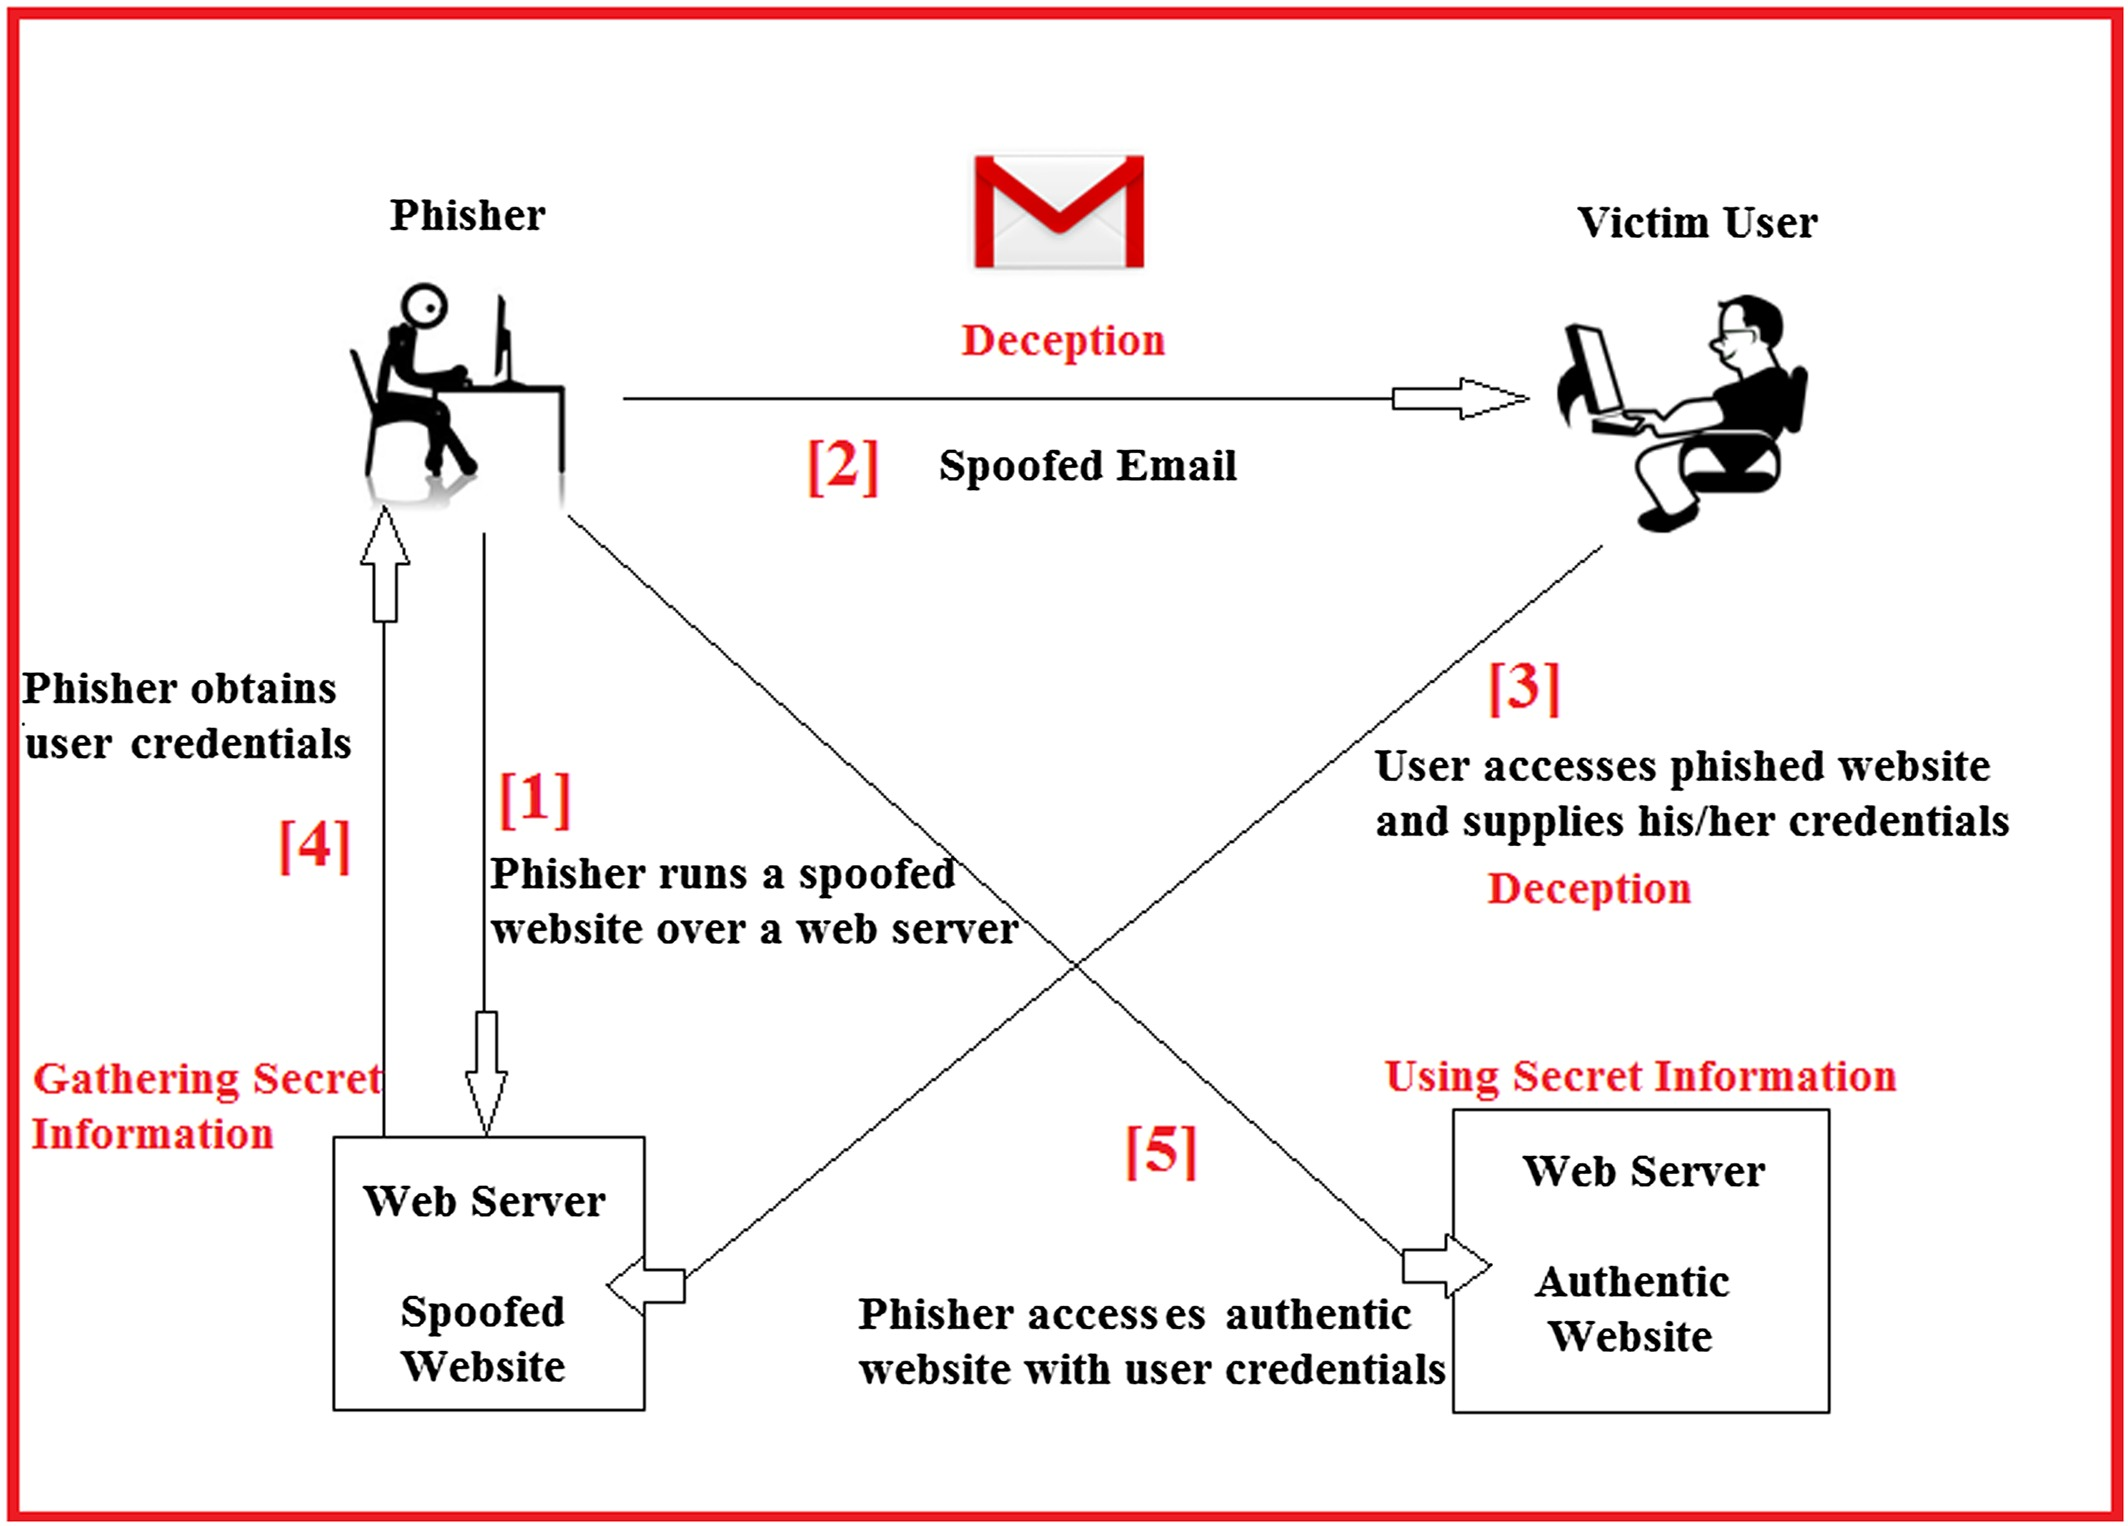 Phisher
Victim User
Deception
[2]
Spoofed Email
Phisher obtains
user credentials
[4]
[1]
Phisher runs a spoofed
website over a web server
[3]
User accesses phished website
and supplies his/her credentials
Deception
Gathering Secret
Information
Using Secret Information
Web Server
Spoofed
Website
[5]
Phisher accesses authentic
website with user credentials
Web Server
Authentic
Website